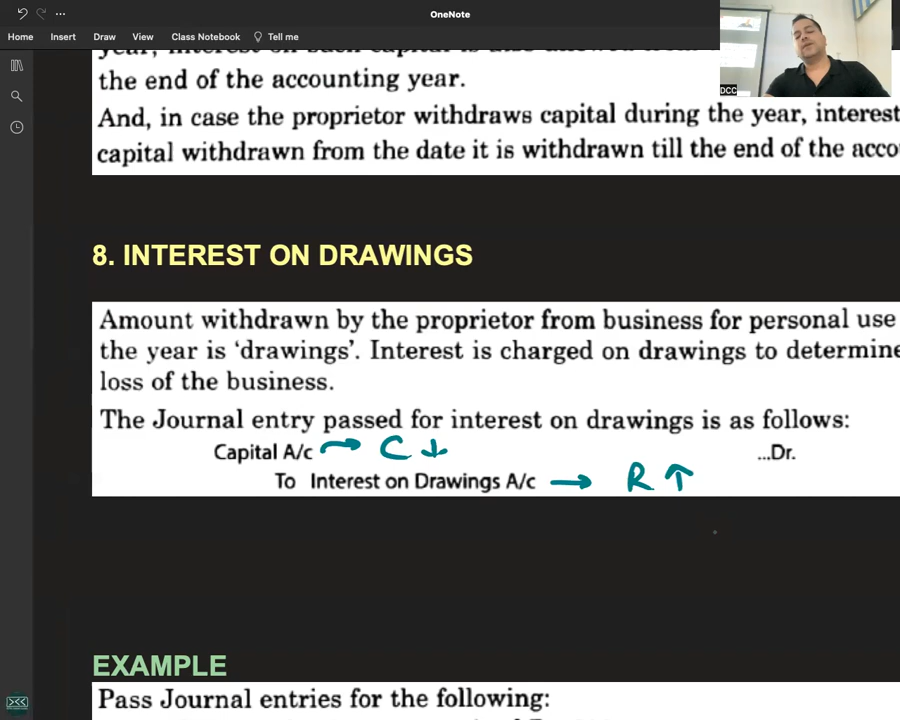 OneNote
Home Insert Draw View Class Notebook Tell me
DCC
the end of the accounting year.
And, in case the proprietor withdraws capital during the year, interest
capital withdrawn from the date it is withdrawn till the end of the acco
8. INTEREST ON DRAWINGS
Amount withdrawn by the proprietor from business for personal use
the year is ‘drawings’. Interest is charged on drawings to determine
loss of the business.
The Journal entry passed for interest on drawings is as follows:
Capital A/c → C ↓ ...Dr.
To Interest on Drawings A/c → R ↑
EXAMPLE
Pass Journal entries for the following: